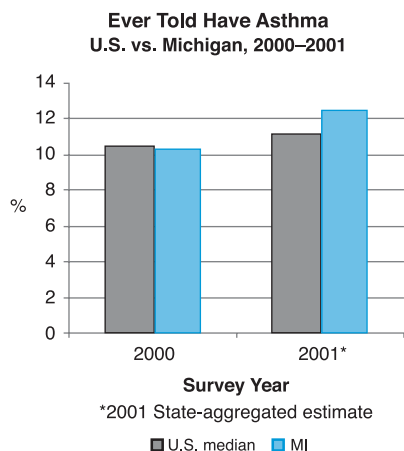 Ever Told Have Asthma
U.S. vs. Michigan, 2000–2001
14
12
10
8
6
4
2
0
%
2000
2001*
Survey Year
*2001 State-aggregated estimate
U.S. median MI